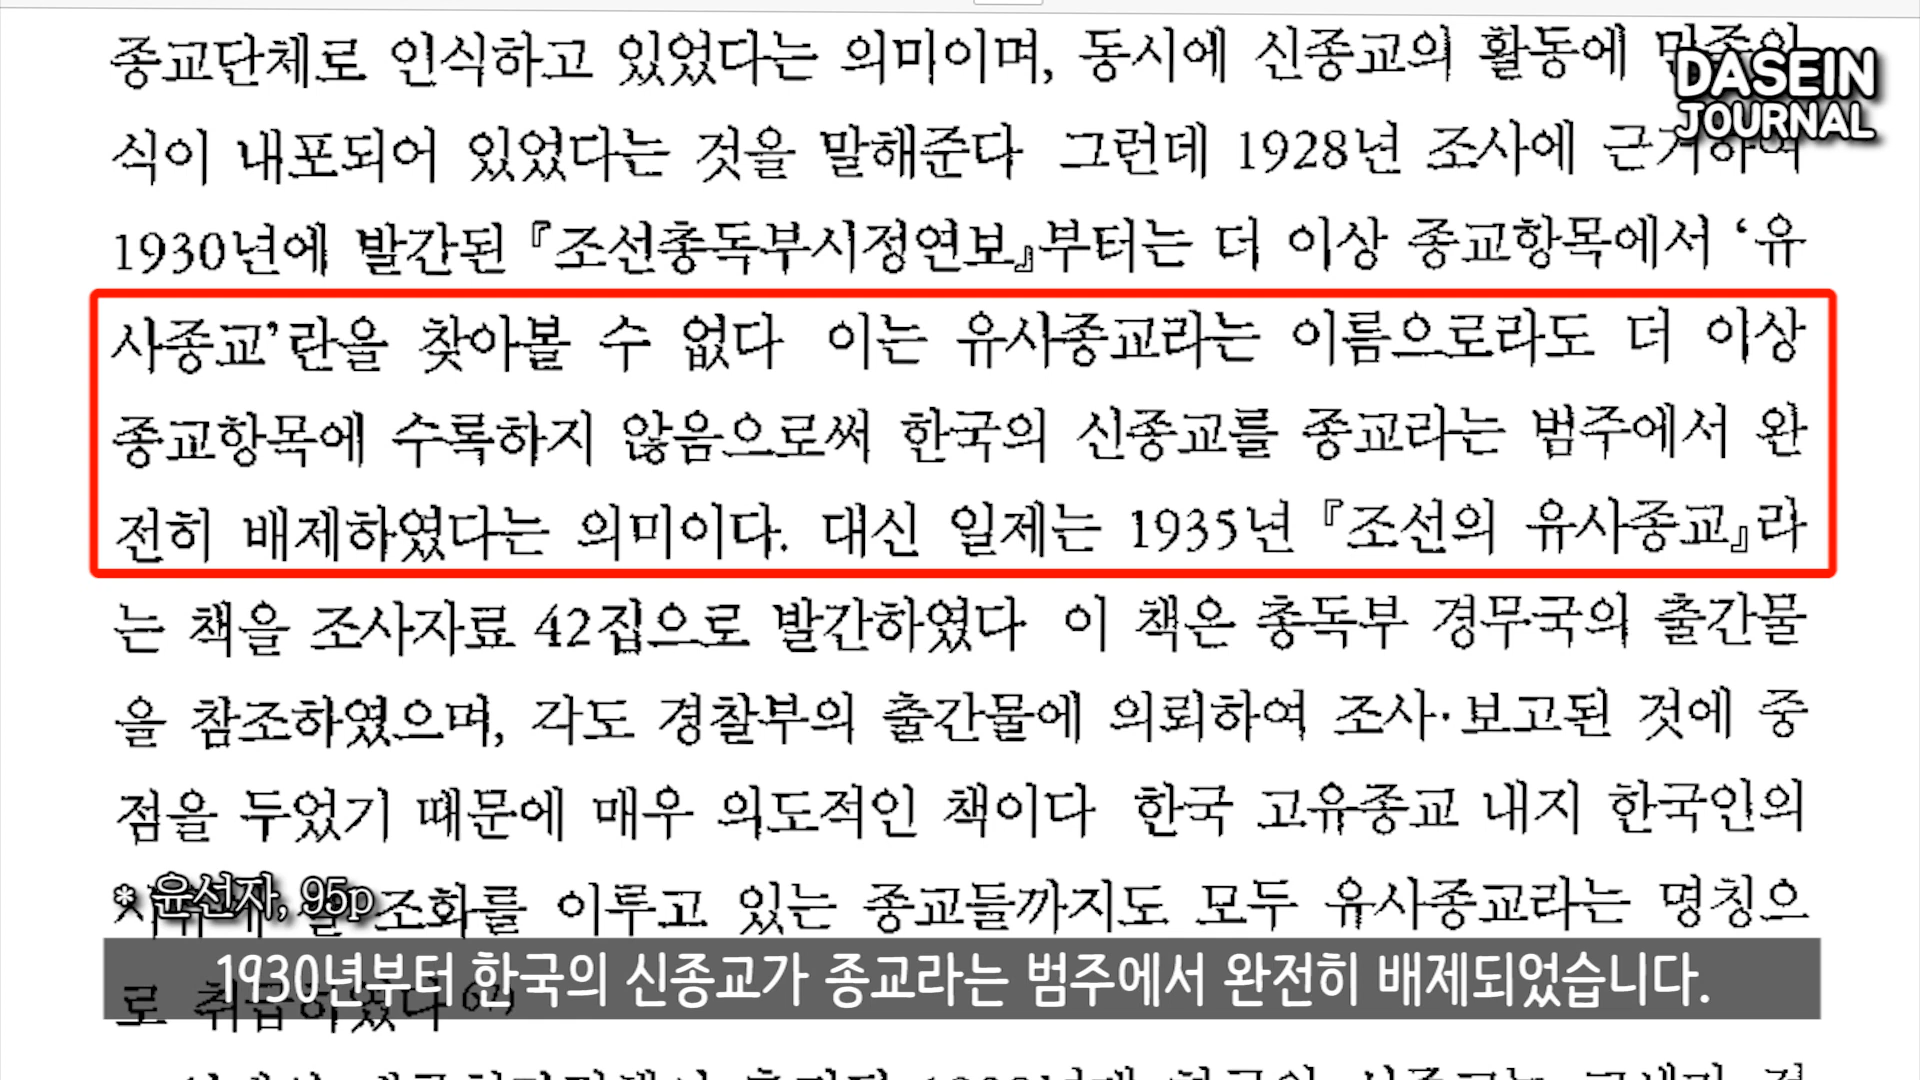 종교단체로 인식하고 있었다는 의미이며, 동시에 신종교의 활동에
DASEIN
JOURNAL
식이 내포되어 있었다는 것을 말해준다 그런데 1928년 조사에 근거하여
1930년에 발간된 『조선총독부시정연보』부터는 더 이상 종교항목에서 ‘유
사종교’란을 찾아볼 수 없다 이는 유사종교라는 이름으로라도 더 이상
종교항목에 수록하지 않음으로써 한국의 신종교를 종교라는 범주에서 완
전히 배제하였다는 의미이다. 대신 일제는 1935년 『조선의 유사종교』라
는 책을 조사자료 42집으로 발간하였다 이 책은 총독부 경무국의 출간물
을 참조하였으며, 각도 경찰부의 출간물에 의뢰하여 조사·보고된 것에 중
점을 두었기 때문에 매우 의도적인 책이다 한국 고유종교 내지 한국인의
* 윤선자, 95p
조화를 이루고 있는 종교들까지도 모두 유사종교라는 명칭으
로 취급하였다
1930년부터 한국의 신종교가 종교라는 범주에서 완전히 배제되었습니다.